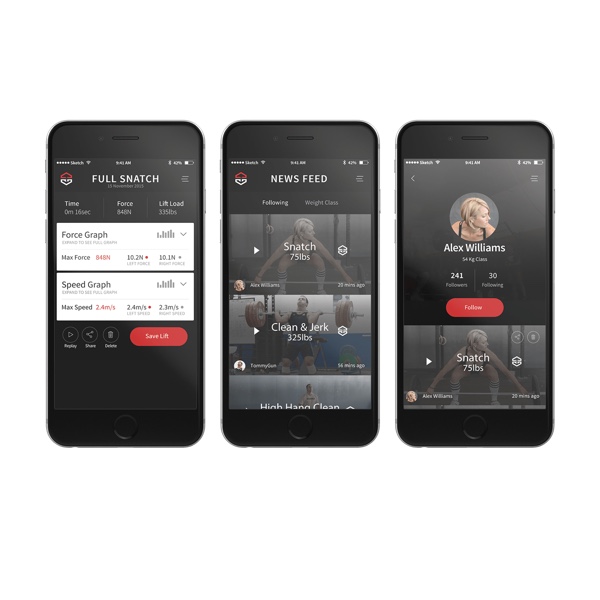 Sketch 9:41 AM 42%
FULL SNATCH
10 November 2015
Time Force Lift Load
0m 16sec 848N 335lbs
Force Graph
EXPAND TO SEE FULL GRAPH
Max Force 848N 10.2N 10.1N
LEFT FORCE RIGHT FORCE
Speed Graph
EXPAND TO SEE FULL GRAPH
Max Speed 2.4m/s 2.4m/s 2.3m/s
LEFT SPEED RIGHT SPEED
Replay Share Delete Save Lift
Sketch 9:41 AM 42%
NEWS FEED
Following Weight Class
Snatch
75lbs
Alex Williams 20 mins ago
Clean & Jerk
325lbs
TommyGun 56 mins ago
High Hang Clean
Sketch 9:41 AM 42%
Alex Williams
54 Kg Class
241 30
Followers Following
Follow
Snatch
75lbs
Alex Williams 20 mins ago